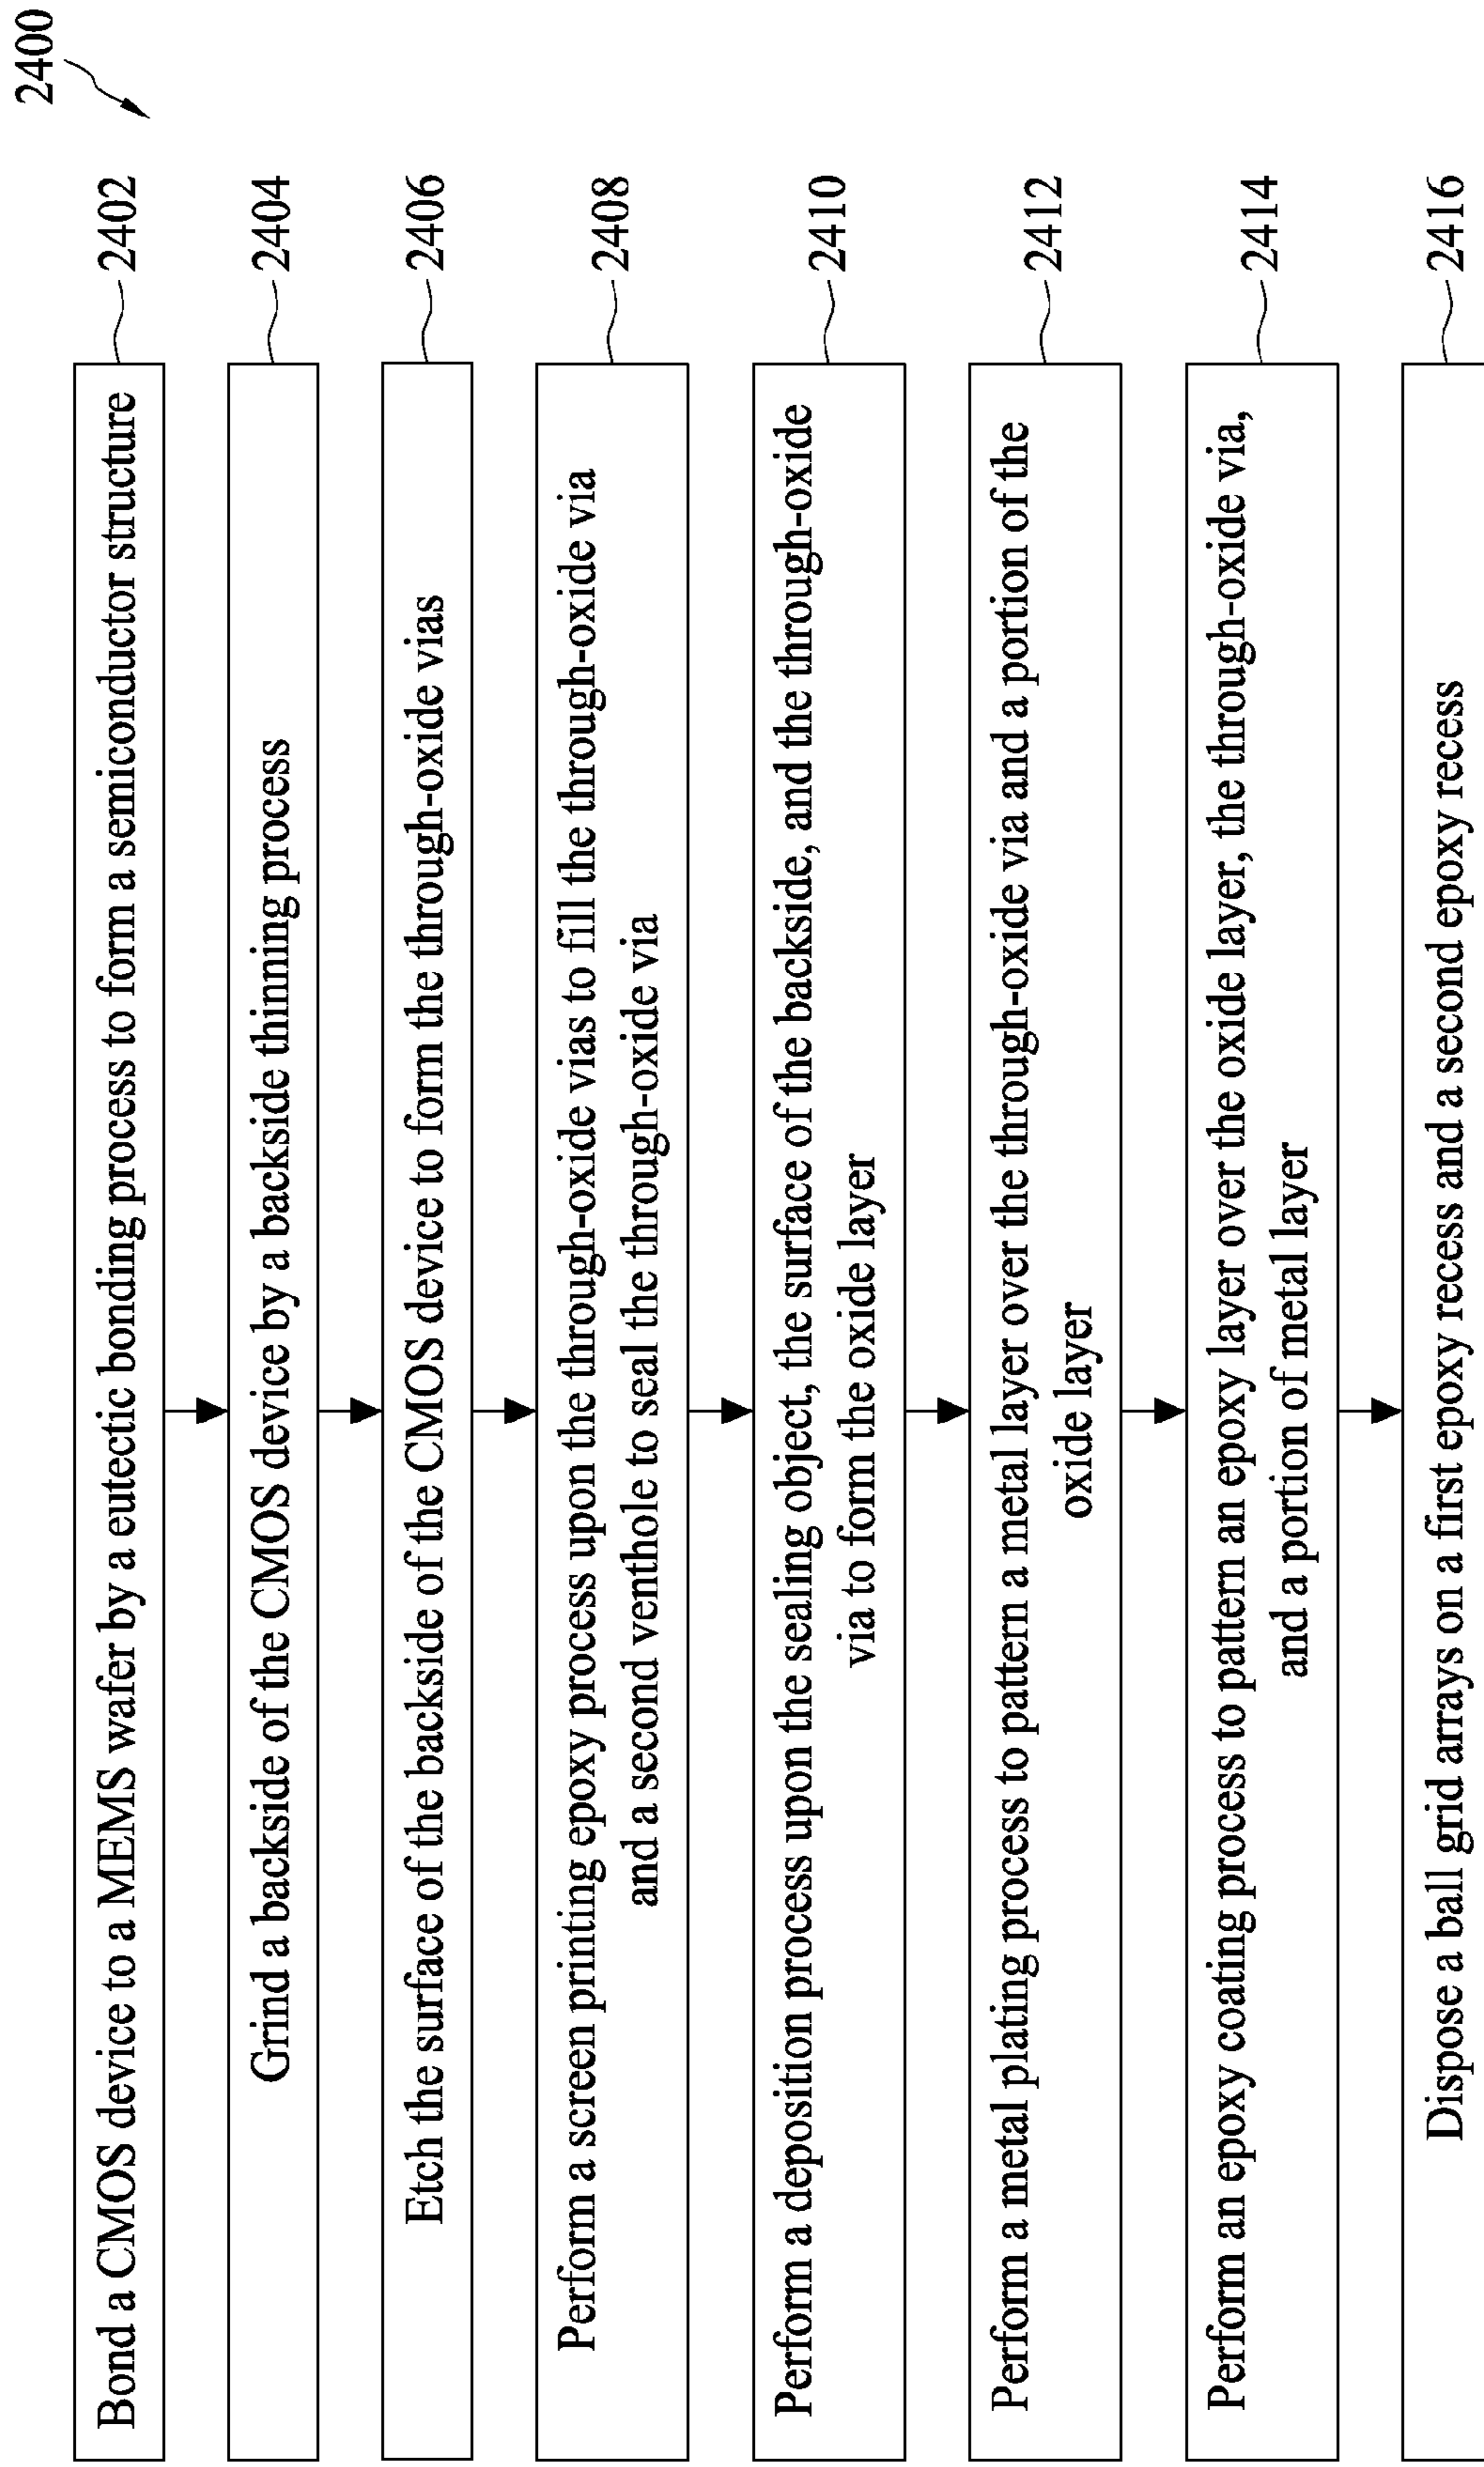 2400
Bond a CMOS device to a MEMS wafer by a eutectic bonding process to form a semiconductor structure
2402
Grind a backside of the CMOS device by a backside thinning process
2404
Etch the surface of the backside of the CMOS device to form the through-oxide vias
2406
Perform a screen printing epoxy process upon the through-oxide vias to fill the through-oxide via
and a second venthole to seal the through-oxide via
2408
Perform a deposition process upon the sealing object, the surface of the backside, and the through-oxide
via to form the oxide layer
2410
Perform a metal plating process to pattern a metal layer over the through-oxide via and a portion of the
oxide layer
2412
Perform an epoxy coating process to pattern an epoxy layer over the oxide layer, the through-oxide via,
and a portion of metal layer
2414
Dispose a ball grid arrays on a first epoxy recess and a second epoxy recess
2416